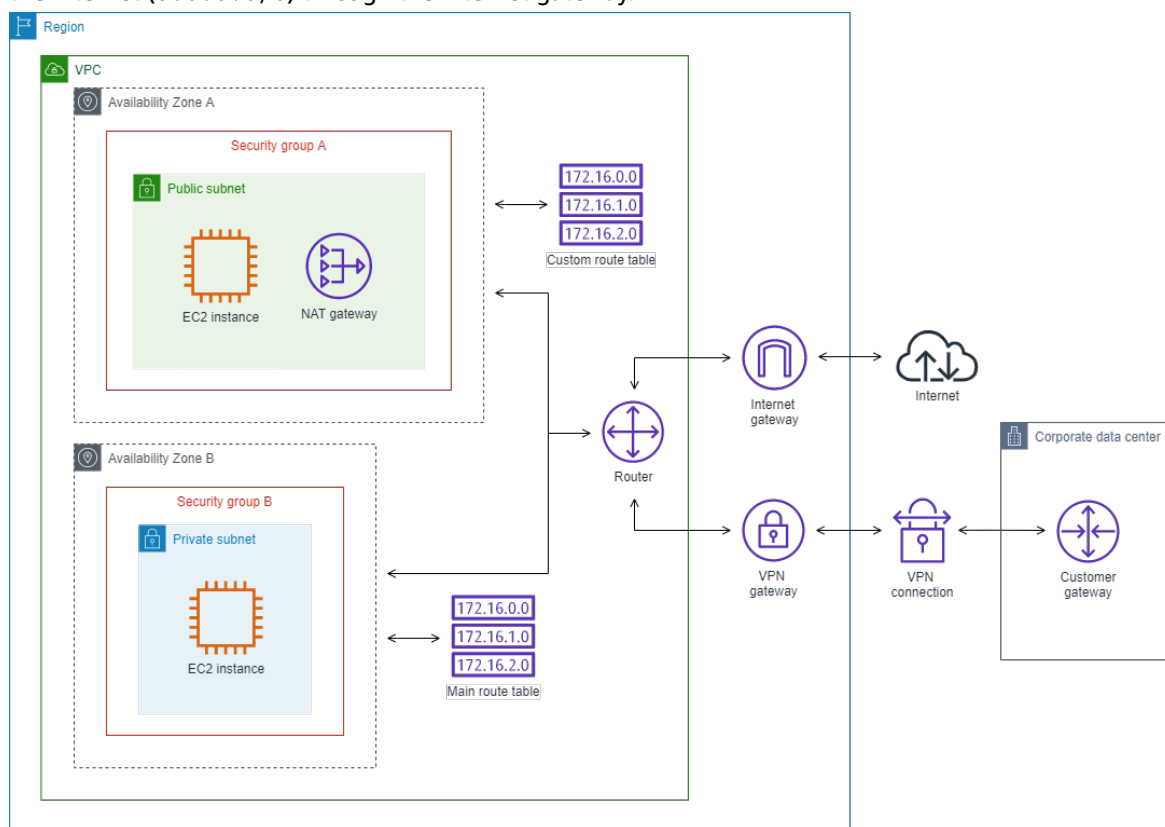 Region
VPC
Availability Zone A
Security group A
Public subnet
EC2 instance
NAT gateway
172.16.0.0
172.16.1.0
172.16.2.0
Custom route table
Internet
gateway
Internet
Router
Corporate data center
Availability Zone B
Security group B
Private subnet
EC2 instance
172.16.0.0
172.16.1.0
172.16.2.0
Main route table
VPN
gateway
VPN
connection
Customer
gateway